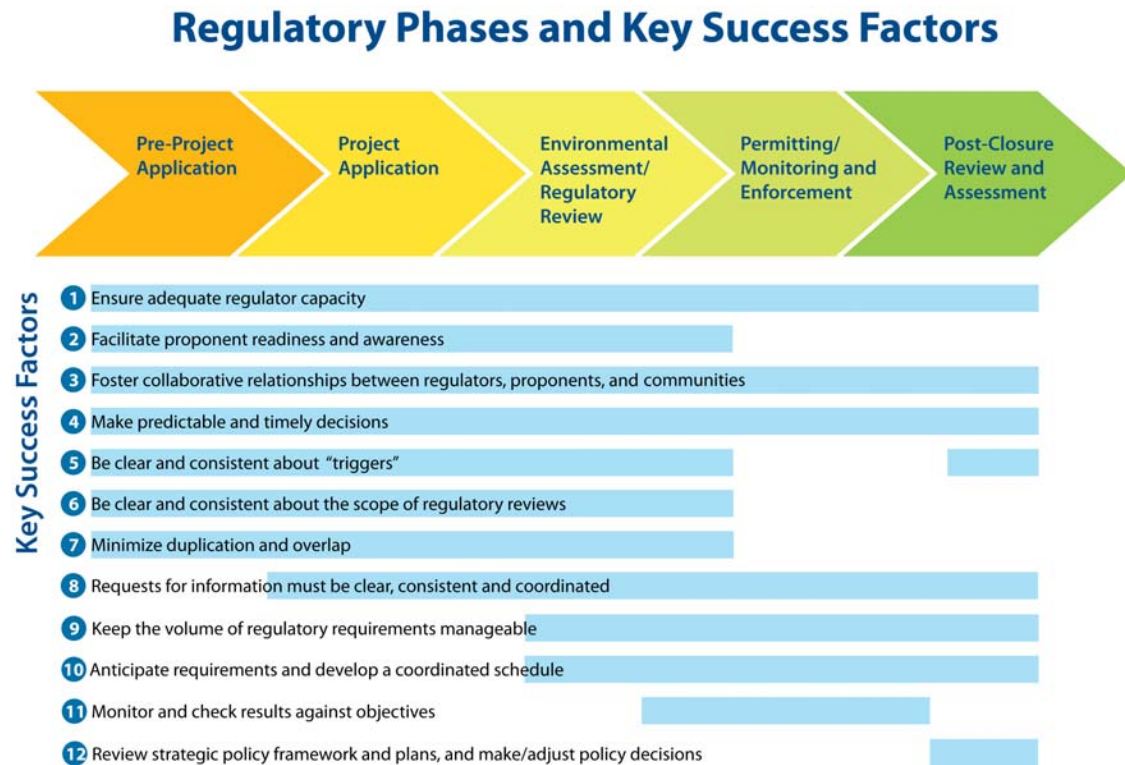 Regulatory Phases and Key Success Factors
Pre-Project
Application
Project
Application
Environmental
Assessment/
Regulatory
Review
Permitting/
Monitoring and
Enforcement
Post-Closure
Review and
Assessment
Key Success Factors
1 Ensure adequate regulator capacity
2 Facilitate proponent readiness and awareness
3 Foster collaborative relationships between regulators, proponents, and communities
4 Make predictable and timely decisions
5 Be clear and consistent about “triggers”
6 Be clear and consistent about the scope of regulatory reviews
7 Minimize duplication and overlap
8 Requests for information must be clear, consistent and coordinated
9 Keep the volume of regulatory requirements manageable
10 Anticipate requirements and develop a coordinated schedule
11 Monitor and check results against objectives
12 Review strategic policy framework and plans, and make/adjust policy decisions